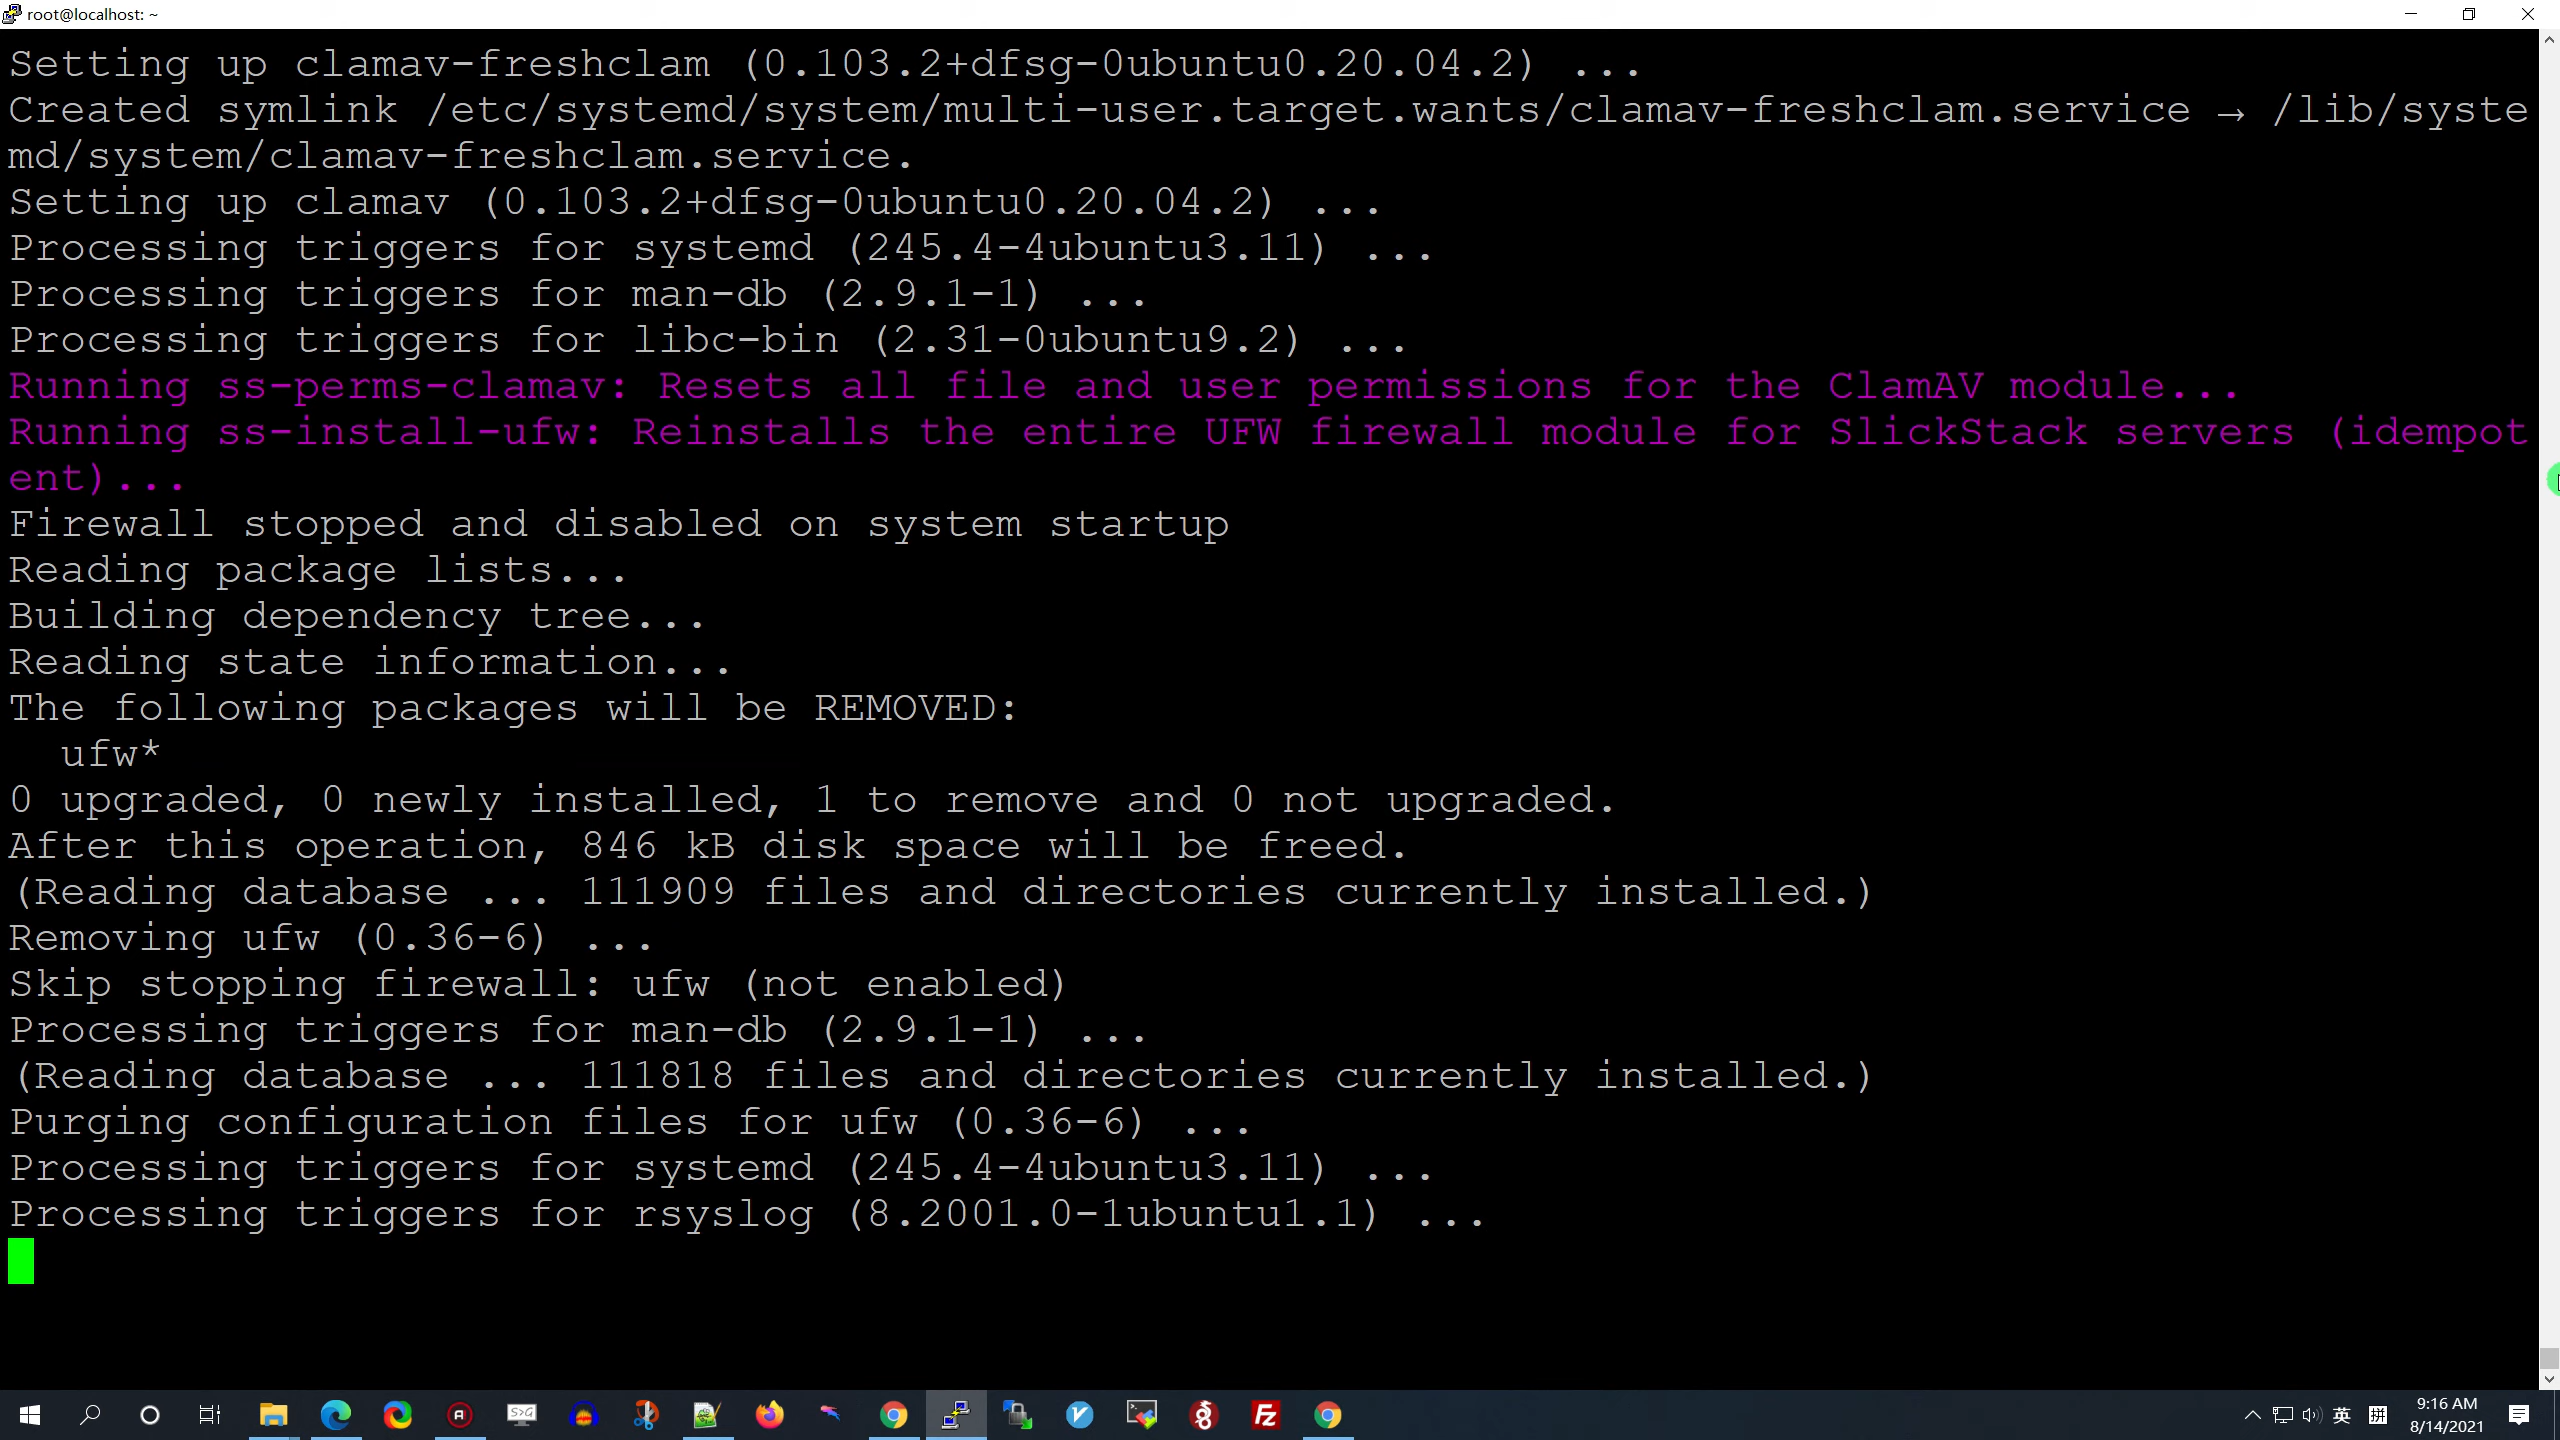 root@localhost: ~
Setting up clamav-freshclam (0.103.2+dfsg-0ubuntu0.20.04.2) ...
Created symlink /etc/systemd/system/multi-user.target.wants/clamav-freshclam.service → /lib/syste
md/system/clamav-freshclam.service.
Setting up clamav (0.103.2+dfsg-0ubuntu0.20.04.2) ...
Processing triggers for systemd (245.4-4ubuntu3.11) ...
Processing triggers for man-db (2.9.1-1) ...
Processing triggers for libc-bin (2.31-0ubuntu9.2) ...
Running ss-perms-clamav: Resets all file and user permissions for the ClamAV module...
Running ss-install-ufw: Reinstalls the entire UFW firewall module for SlickStack servers (idempot
ent)...
Firewall stopped and disabled on system startup
Reading package lists...
Building dependency tree...
Reading state information...
The following packages will be REMOVED:
  ufw*
0 upgraded, 0 newly installed, 1 to remove and 0 not upgraded.
After this operation, 846 kB disk space will be freed.
(Reading database ... 111909 files and directories currently installed.)
Removing ufw (0.36-6) ...
Skip stopping firewall: ufw (not enabled)
Processing triggers for man-db (2.9.1-1) ...
(Reading database ... 111818 files and directories currently installed.)
Purging configuration files for ufw (0.36-6) ...
Processing triggers for systemd (245.4-4ubuntu3.11) ...
Processing triggers for rsyslog (8.2001.0-1ubuntu1.1) ...
S>G
Fz
英
拼
9:16 AM
8/14/2021